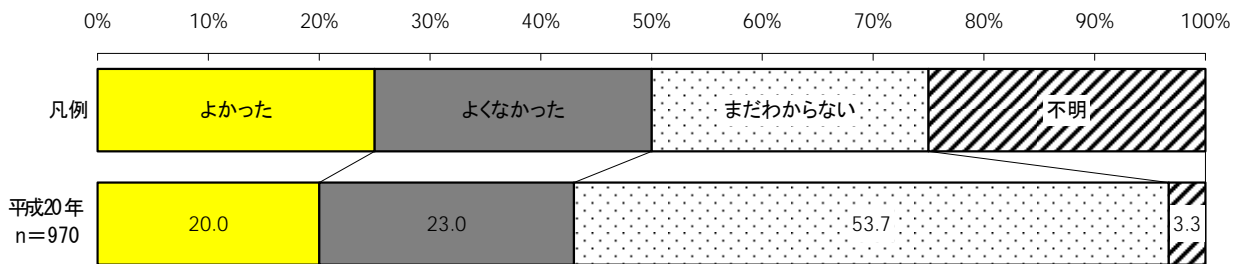 0% 10% 20% 30% 40% 50% 60% 70% 80% 90% 100%
凡例 よかった よくなかった まだわからない 不明
平成20年
n＝970
20.0 23.0 53.7 3.3